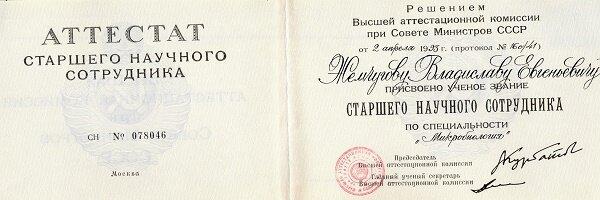 АТТЕСТАТ
СТАРШЕГО НАУЧНОГО
СОТРУДНИКА
СН № 078046
Москва
Решением
Высшей аттестационной комиссии
при Совете Министров СССР
от 2 апреля (протокол №
Жемчугову Владиславу Евгеньевичу
ПРИСВОЕНО УЧЕНОЕ ЗВАНИЕ
СТАРШЕГО НАУЧНОГО СОТРУДНИКА
ПО СПЕЦИАЛЬНОСТИ
„Микробиология"
Председатель
Высшей аттестационной комиссии
Главный ученый секретарь
Высшей аттестационной комиссии